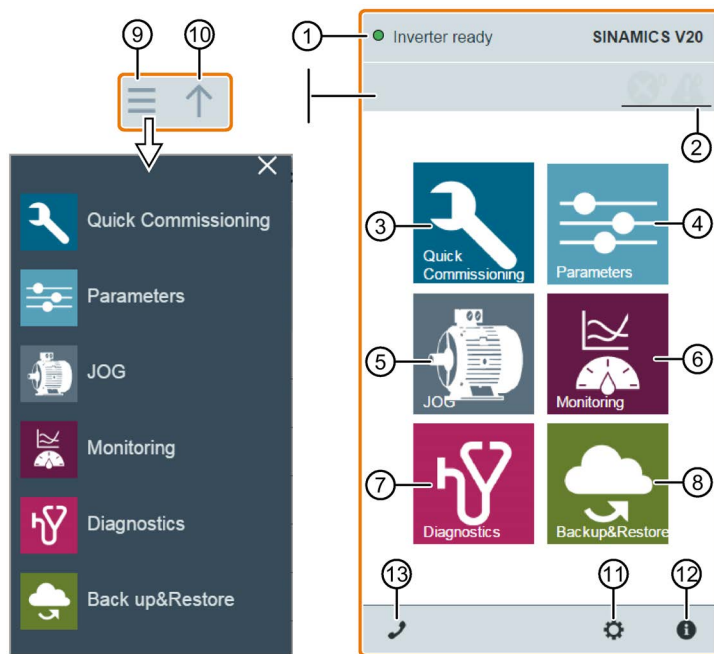 9
10
Quick Commissioning
Parameters
JOG
Monitoring
Diagnostics
Back up&Restore
1
Inverter ready
SINAMICS V20
2
3
Quick
Commissioning
4
Parameters
5
JOG
6
Monitoring
7
Diagnostics
8
Backup&Restore
13
11
12